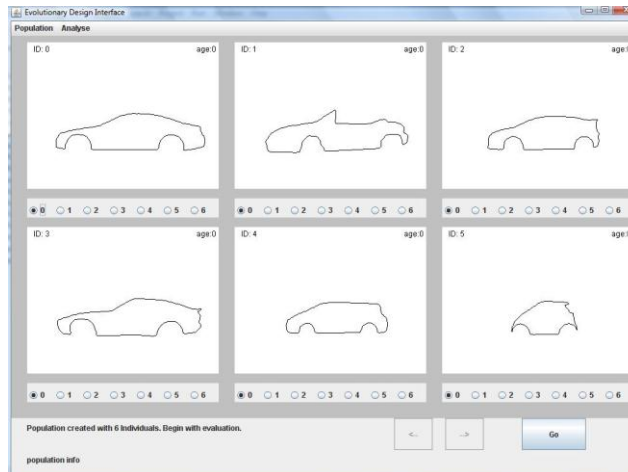 Evolutionary Design Interface
Population Analyse
ID: 0 age:0
ID: 1 age:0
ID: 2 age:
0 1 2 3 4 5 6
0 1 2 3 4 5 6
0 1 2 3 4 5 6
ID: 3 age:0
ID: 4 age:0
ID: 5 age:
0 1 2 3 4 5 6
0 1 2 3 4 5 6
0 1 2 3 4 5 6
Population created with 6 Individuals. Begin with evaluation.
<.. ..> Go
population info